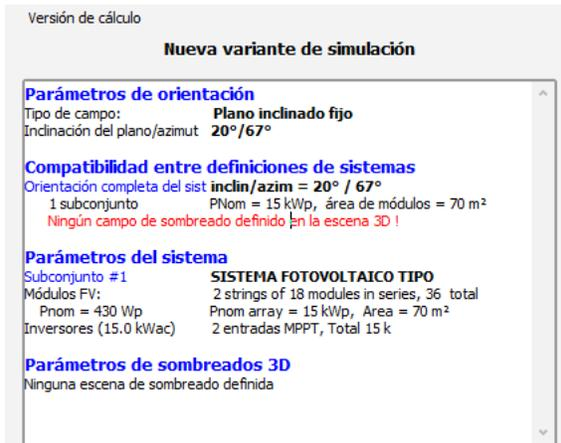 Versión de cálculo
Nueva variante de simulación
Parámetros de orientación
Tipo de campo: Plano inclinado fijo
Inclinación del plano/azimut 20°/67°
Compatibilidad entre definiciones de sistemas
Orientación completa del sist inclin/azim = 20° / 67°
1 subconjunto PNom = 15 kWp, área de módulos = 70 m²
Ningún campo de sombreado definido en la escena 3D !
Parámetros del sistema
Subconjunto #1 SISTEMA FOTOVOLTAICO TIPO
Módulos FV: 2 strings of 18 modules in series, 36 total
Pnom = 430 Wp Pnom array = 15 kWp, Area = 70 m²
Inversores (15.0 kWac) 2 entradas MPPT, Total 15 k
Parámetros de sombreados 3D
Ninguna escena de sombreado definida